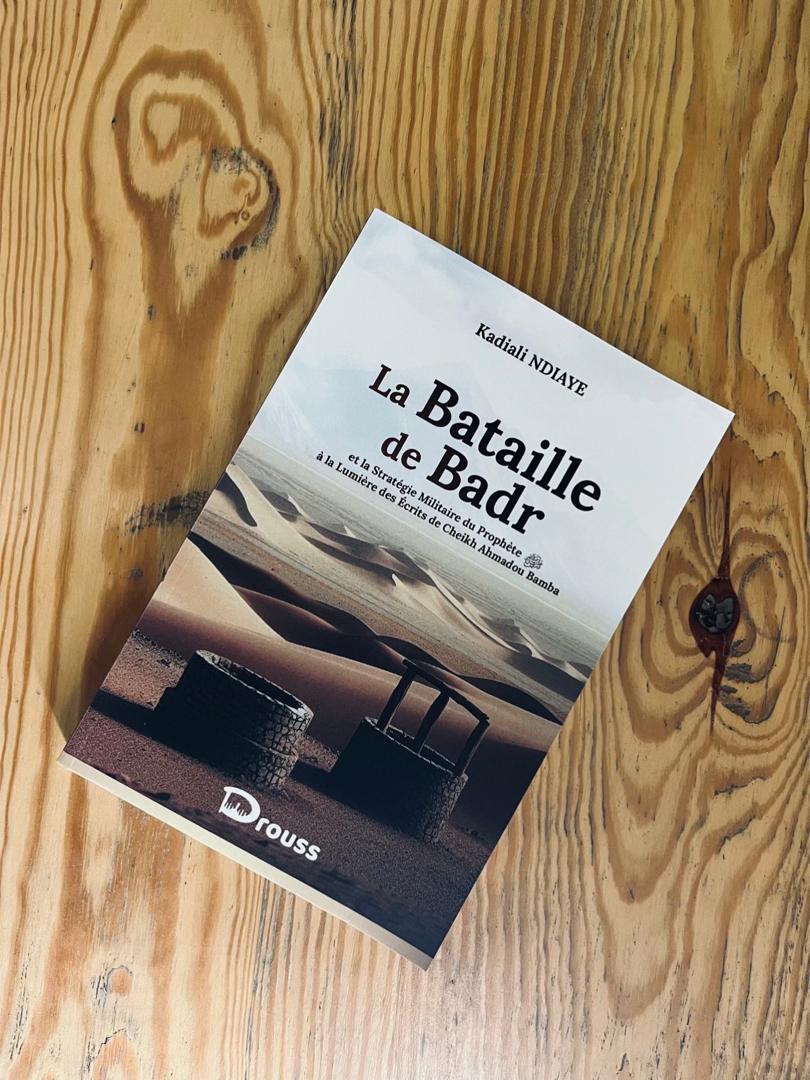 Kadiali NDIAYE
La Bataille
de Badr
et la Stratégie Militaire du Prophète ﷺ
à la Lumière des Écrits de Cheikh Ahmadou Bamba
Drouss